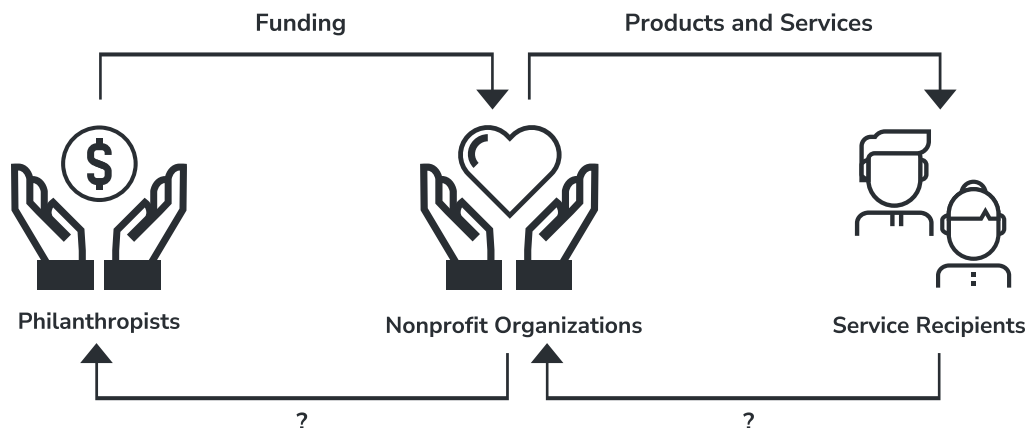 Funding
Products and Services
$
Philanthropists
Nonprofit Organizations
Service Recipients
?
?